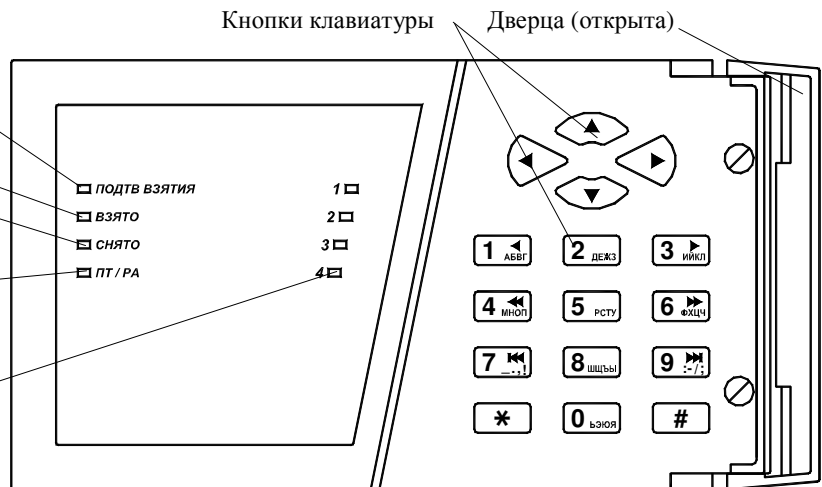 Кнопки клавиатуры Дверца (открыта)
ПОДТВ ВЗЯТИЯ 1
ВЗЯТО 2
СНЯТО 3
ПТ / РА 4
1 АБВГ 2 ДЕЖЗ 3 ИЙКЛ
4 МНОП 5 РСТУ 6 ФХЦЧ
7 _.,! 8 ШЩЪЫ 9 :-/;
* 0 ЬЭЮЯ #